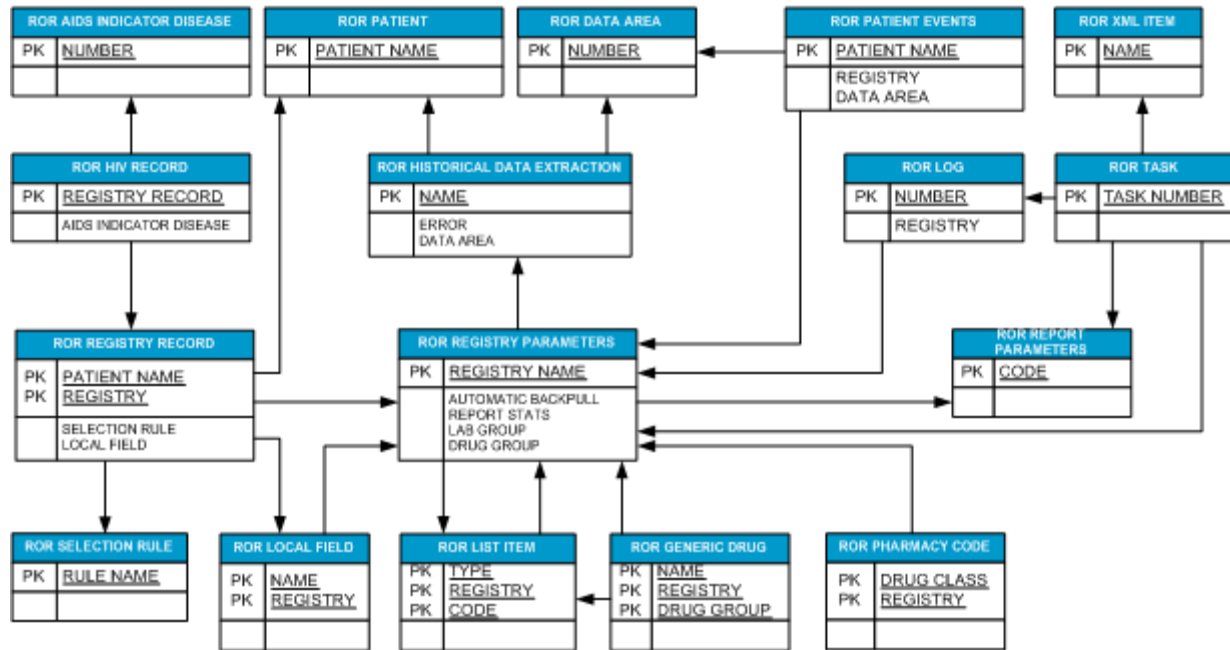 ROR AIDS INDICATOR DISEASE
PK NUMBER
ROR PATIENT
PK PATIENT NAME
ROR DATA AREA
PK NUMBER
ROR PATIENT EVENTS
PK PATIENT NAME
REGISTRY
DATA AREA
ROR XML ITEM
PK NAME
ROR HIV RECORD
PK REGISTRY RECORD
AIDS INDICATOR DISEASE
ROR HISTORICAL DATA EXTRACTION
PK NAME
ERROR
DATA AREA
ROR LOG
PK NUMBER
REGISTRY
ROR TASK
PK TASK NUMBER
ROR REGISTRY RECORD
PK PATIENT NAME
PK REGISTRY
SELECTION RULE
LOCAL FIELD
ROR REGISTRY PARAMETERS
PK REGISTRY NAME
AUTOMATIC BACKPULL
REPORT STATS
LAB GROUP
DRUG GROUP
ROR REPORT
PARAMETERS
PK CODE
ROR SELECTION RULE
PK RULE NAME
ROR LOCAL FIELD
PK NAME
PK REGISTRY
ROR LIST ITEM
PK TYPE
PK REGISTRY
PK CODE
ROR GENERIC DRUG
PK NAME
PK REGISTRY
PK DRUG GROUP
ROR PHARMACY CODE
PK DRUG CLASS
PK REGISTRY